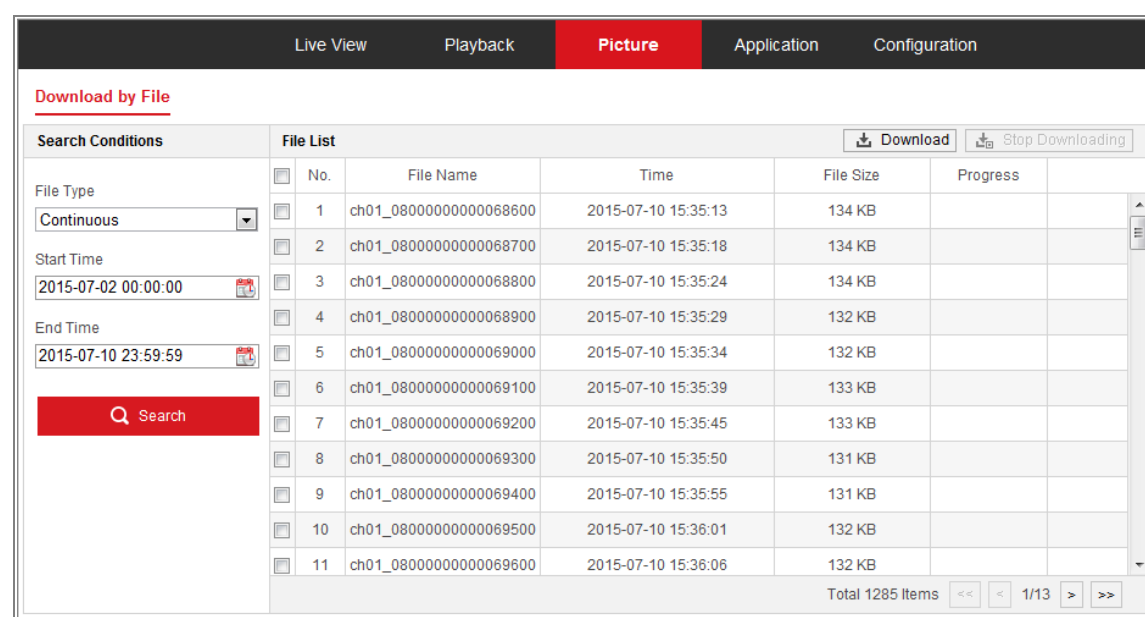 Live View Playback Picture Application Configuration
Download by File
Search Conditions
File Type
Continuous
Start Time
2015-07-02 00:00:00
End Time
2015-07-10 23:59:59
Search
File List Download Stop Downloading
No. File Name Time File Size Progress
1 ch01_08000000000068600 2015-07-10 15:35:13 134 KB
2 ch01_08000000000068700 2015-07-10 15:35:18 134 KB
3 ch01_08000000000068800 2015-07-10 15:35:24 134 KB
4 ch01_08000000000068900 2015-07-10 15:35:29 132 KB
5 ch01_08000000000069000 2015-07-10 15:35:34 132 KB
6 ch01_08000000000069100 2015-07-10 15:35:39 133 KB
7 ch01_08000000000069200 2015-07-10 15:35:45 133 KB
8 ch01_08000000000069300 2015-07-10 15:35:50 131 KB
9 ch01_08000000000069400 2015-07-10 15:35:55 131 KB
10 ch01_08000000000069500 2015-07-10 15:36:01 132 KB
11 ch01_08000000000069600 2015-07-10 15:36:06 132 KB
Total 1285 Items << < 1/13 > >>